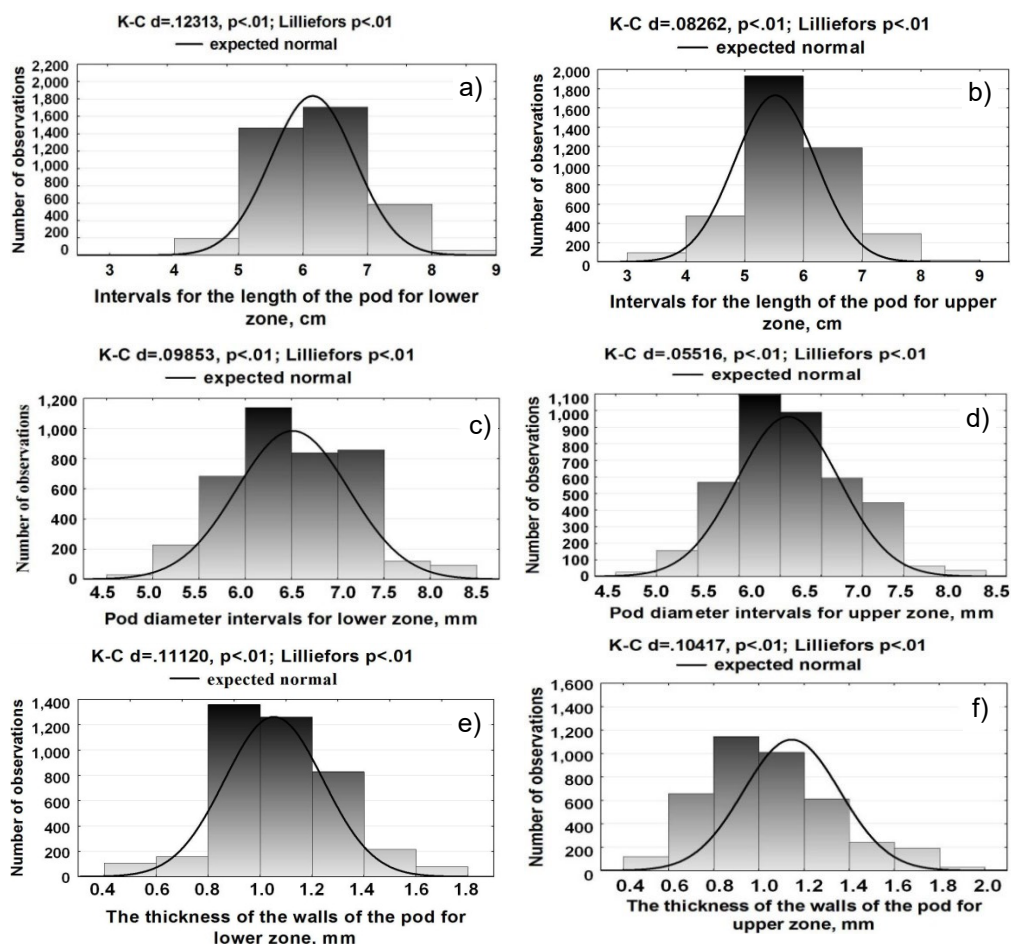 K-C d=.12313, p<.01; Lilliefors p<.01
expected normal
a)
Number of observations
2,200
2,000
1,800
1,600
1,400
1,200
1,000
800
600
400
200
0
3 4 5 6 7 8 9
Intervals for the length of the pod for lower
zone, cm
K-C d=.08262, p<.01; Lilliefors p<.01
expected normal
b)
Number of observations
2,000
1,800
1,600
1,400
1,200
1,000
800
600
400
200
0
3 4 5 6 7 8 9
Intervals for the length of the pod for upper
zone, cm
K-C d=.09853, p<.01; Lilliefors p<.01
expected normal
c)
Number of observations
1,200
1,000
800
600
400
200
0
4.5 5.0 5.5 6.0 6.5 7.0 7.5 8.0 8.5
Pod diameter intervals for lower zone, mm
K-C d=.05516, p<.01; Lilliefors p<.01
expected normal
d)
Number of observations
1,100
1,000
900
800
700
600
500
400
300
200
100
0
4.5 5.0 5.5 6.0 6.5 7.0 7.5 8.0 8.5
Pod diameter intervals for upper zone, mm
K-C d=.11120, p<.01; Lilliefors p<.01
expected normal
e)
Number of observations
1,400
1,200
1,000
800
600
400
200
0
0.4 0.6 0.8 1.0 1.2 1.4 1.6 1.8
The thickness of the walls of the pod for
lower zone, mm
K-C d=.10417, p<.01; Lilliefors p<.01
expected normal
f)
Number of observations
1,600
1,400
1,200
1,000
800
600
400
200
0
0.4 0.6 0.8 1.0 1.2 1.4 1.6 1.8 2.0
The thickness of the walls of the pod for
upper zone, mm